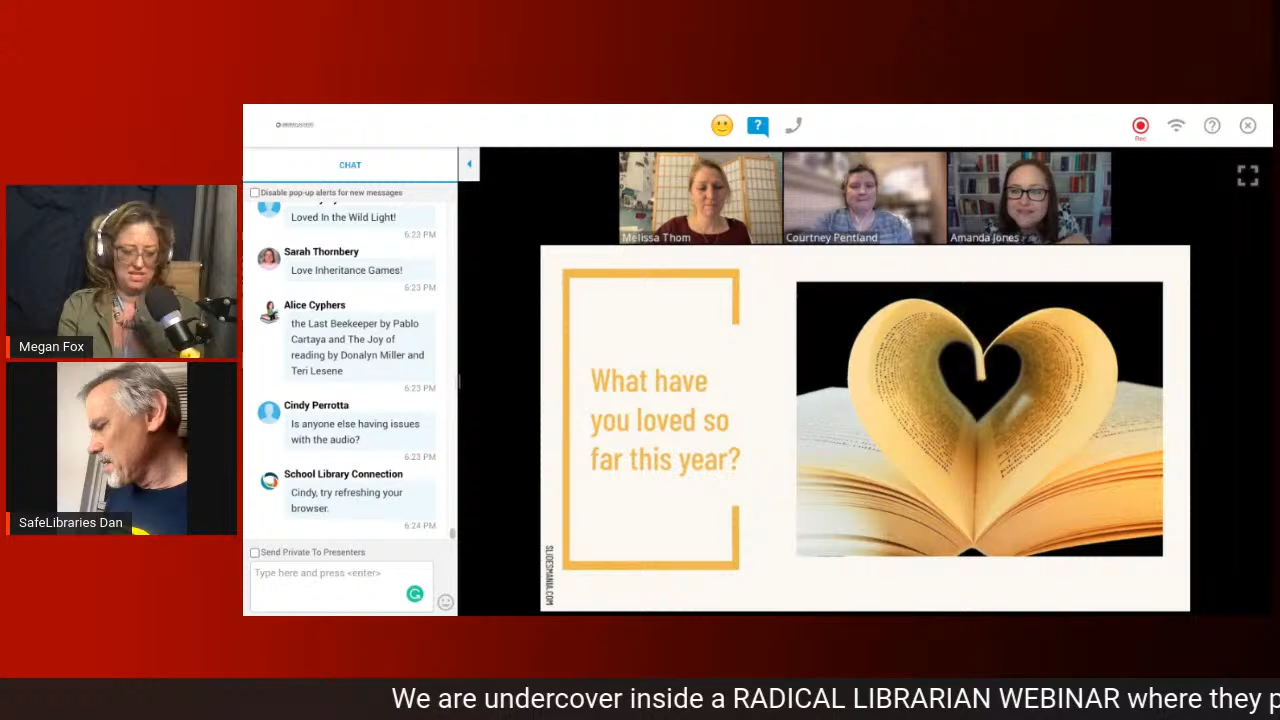 CHAT
Disable pop-up alerts for new messages
Loved In the Wild Light!
6:23 PM
Sarah Thornbery
Love Inheritance Games!
6:23 PM
Alice Cyphers
the Last Beekeeper by Pablo
Cartaya and The Joy of
reading by Donalyn Miller and
Teri Lesene
6:23 PM
Cindy Perrotta
Is anyone else having issues
with the audio?
6:23 PM
School Library Connection
Cindy, try refreshing your
browser.
6:24 PM
Send Private To Presenters
Type here and press <enter>
Megan Fox
SafeLibraries Dan
?
Rec
?
Melissa Thom
Courtney Pentland
Amanda Jones
What have
you loved so
far this year?
SLIDESMANIA.COM
We are undercover inside a RADICAL LIBRARIAN WEBINAR where they p